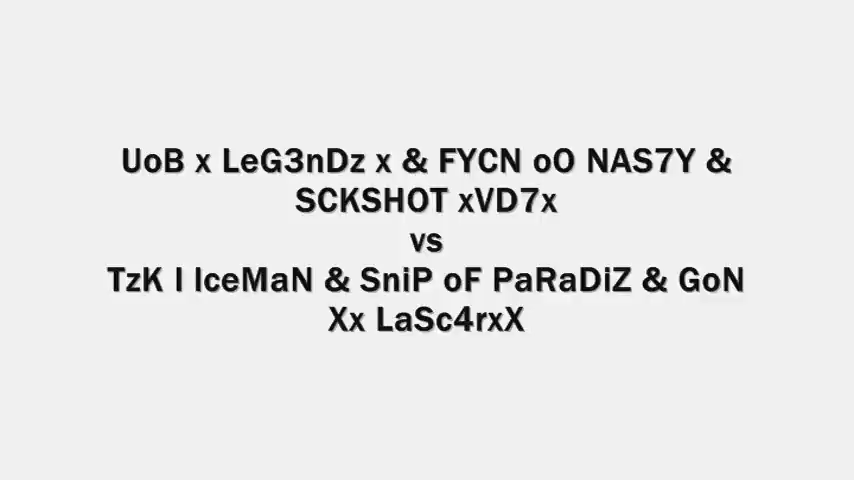 UoB x LeG3nDz x & FYCN oO NAS7Y &
SCKSHOT xVD7x
vs
TzK I IceMaN & SniP oF PaRaDiZ & GoN
Xx LaSc4rxX